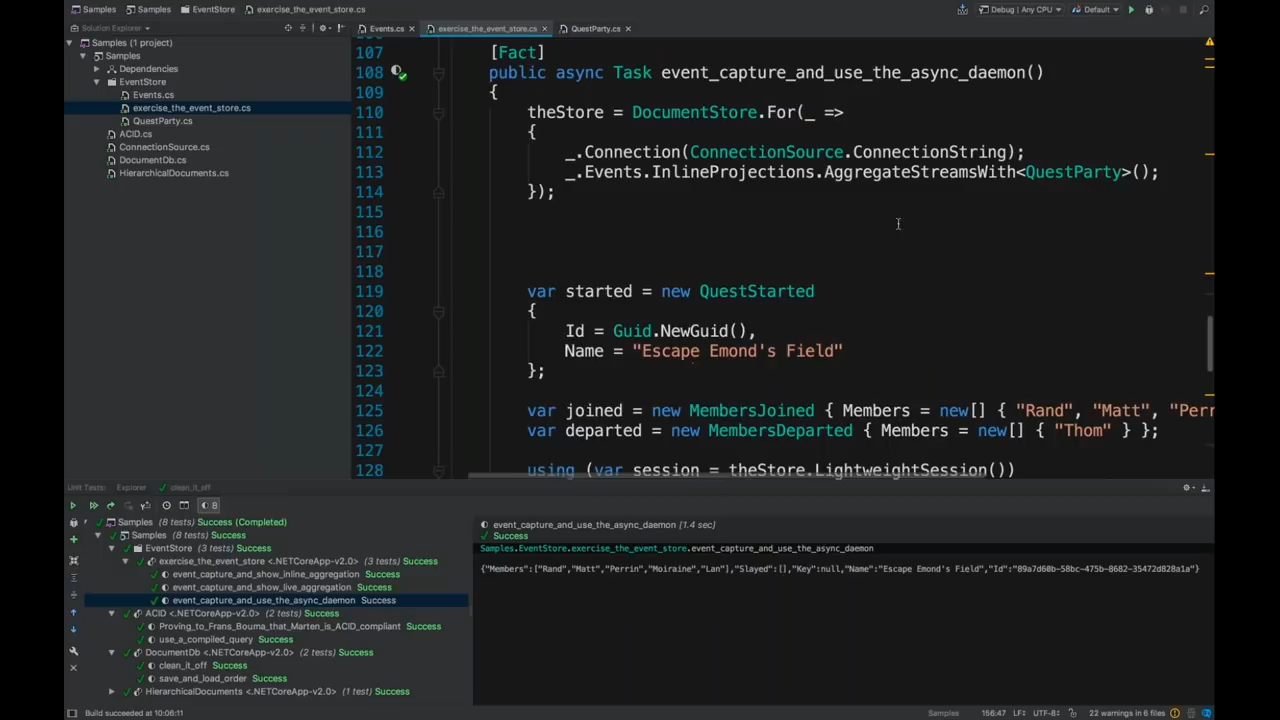 Samples Samples EventStore exercise_the_event_store.cs Debug | Any CPU Default
Solution Explorer
Events.cs exercise_the_event_store.cs QuestParty.cs
Samples (1 project)
Samples
Dependencies
EventStore
Events.cs
exercise_the_event_store.cs
QuestParty.cs
ACID.cs
ConnectionSource.cs
DocumentDb.cs
HierarchicalDocuments.cs
107 [Fact]
108 public async Task event_capture_and_use_the_async_daemon()
109 {
110 theStore = DocumentStore.For(_ =>
111 {
112 _.Connection(ConnectionSource.ConnectionString);
113 _.Events.InlineProjections.AggregateStreamsWith<QuestParty>();
114 });
115
116
117
118
119 var started = new QuestStarted
120 {
121 Id = Guid.NewGuid(),
122 Name = "Escape Emond's Field"
123 };
124
125 var joined = new MembersJoined { Members = new[] { "Rand", "Matt", "Perr
126 var departed = new MembersDeparted { Members = new[] { "Thom" } };
127
128 using (var session = theStore.LightweightSession())
Unit Tests: Explorer clean_it_off
8
Samples (8 tests) Success (Completed)
Samples (8 tests) Success
EventStore (3 tests) Success
exercise_the_event_store <.NETCoreApp-v2.0> (3 tests) Success
event_capture_and_show_inline_aggregation Success
event_capture_and_show_live_aggregation Success
event_capture_and_use_the_async_daemon Success
ACID <.NETCoreApp-v2.0> (2 tests) Success
Proving_to_Frans_Bouma_that_Marten_is_ACID_compliant Success
use_a_compiled_query Success
DocumentDb <.NETCoreApp-v2.0> (2 tests) Success
clean_it_off Success
save_and_load_order Success
HierarchicalDocuments <.NETCoreApp-v2.0> (1 test) Success
event_capture_and_use_the_async_daemon [1.4 sec]
Success
Samples.EventStore.exercise_the_event_store.event_capture_and_use_the_async_daemon
{"Members":["Rand","Matt","Perrin","Moiraine","Lan"],"Slayed":[],"Key":null,"Name":"Escape Emond's Field","Id":"89a7d60b-58bc-475b-8682-35472d828a1a"}
Build succeeded at 10:06:11 Samples 156:47 LF÷ UTF-8÷ 22 warnings in 6 files